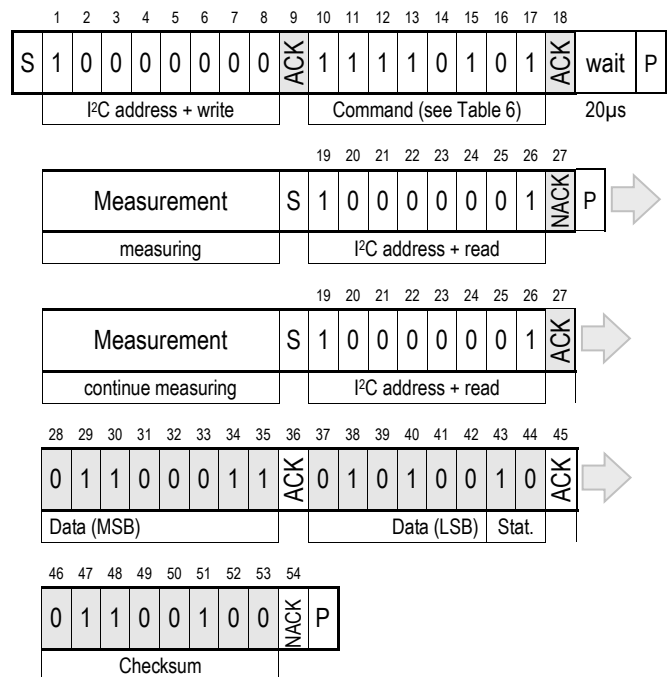 1 2 3 4 5 6 7 8 9 10 11 12 13 14 15 16 17 18
S 1 0 0 0 0 0 0 0 ACK 1 1 1 1 0 1 0 1 ACK wait P
I²C address + write Command (see Table 6) 20µs
19 20 21 22 23 24 25 26 27
Measurement S 1 0 0 0 0 0 0 1 NACK P
measuring I²C address + read
19 20 21 22 23 24 25 26 27
Measurement S 1 0 0 0 0 0 0 1 ACK
continue measuring I²C address + read
28 29 30 31 32 33 34 35 36 37 38 39 40 41 42 43 44 45
0 1 1 0 0 0 1 1 ACK 0 1 0 1 0 0 1 0 ACK
Data (MSB) Data (LSB) Stat.
46 47 48 49 50 51 52 53 54
0 1 1 0 0 1 0 0 NACK P
Checksum